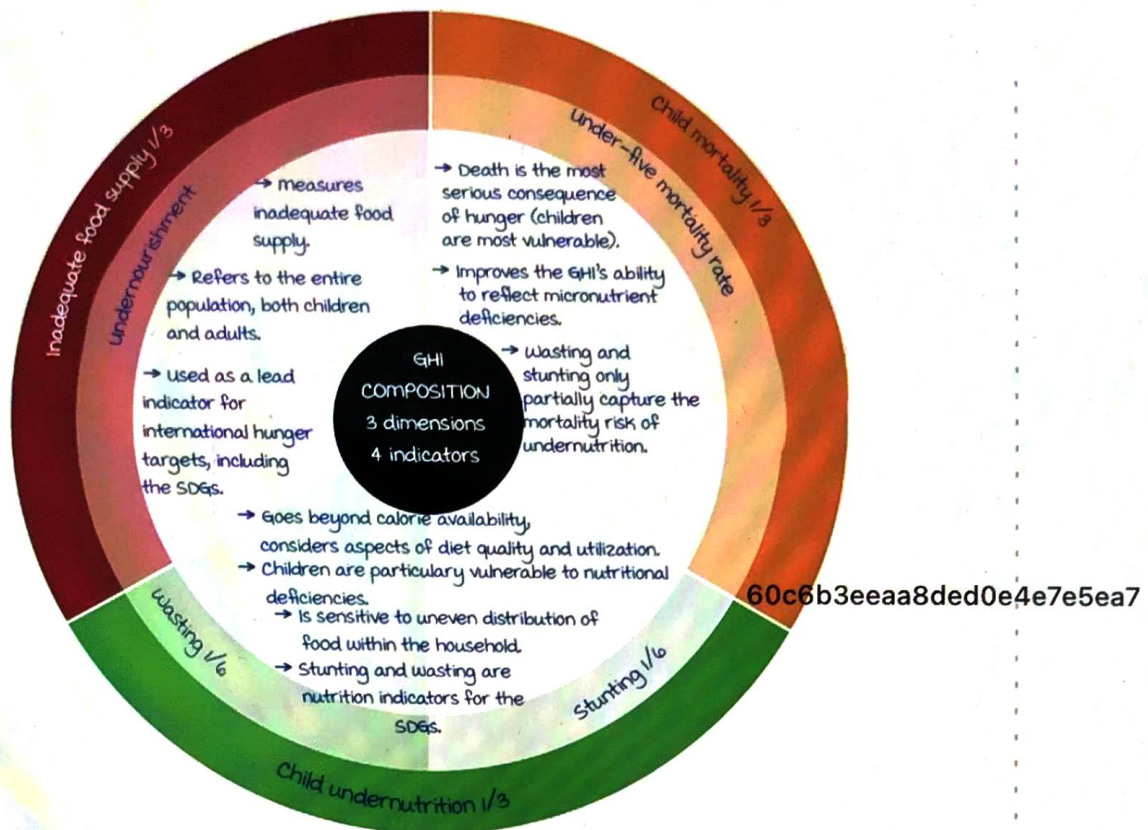 Inadequate food supply 1/3
undernourishment
→ measures
inadequate food
supply.
→ Refers to the entire
population, both children
and adults.
→ used as a lead
indicator for
international hunger
targets, including
the SDGs.
Child mortality 1/3
under-five mortality rate
→ Death is the most
serious consequence
of hunger (children
are most vulnerable).
→ Improves the GHI's ability
to reflect micronutrient
deficiencies.
→ Wasting and
stunting only
partially capture the
mortality risk of
undernutrition.
GHI
COMPOSITION
3 dimensions
4 indicators
→ Goes beyond calorie availability,
considers aspects of diet quality and utilization.
→ Children are particulary vulnerable to nutritional
deficiencies.
→ Is sensitive to uneven distribution of
food within the household.
→ Stunting and wasting are
nutrition indicators for the
SDGs.
Wasting 1/6
Stunting 1/6
Child undernutrition 1/3
60c6b3eeaa8ded0e4e7e5ea7